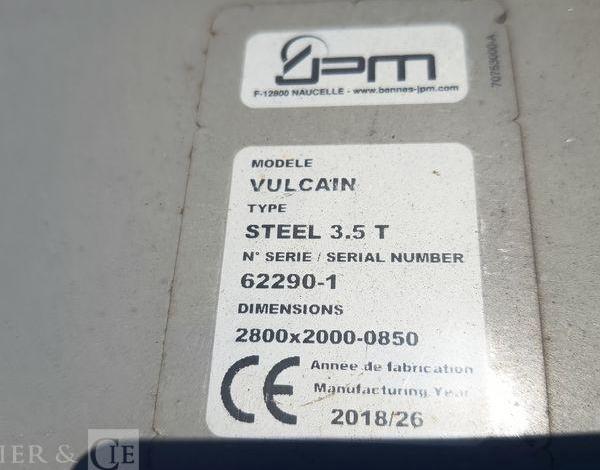 JPM
F-12800 NAUCELLE - www.bennes-jpm.com
70753000-A
MODELE
VULCAIN
TYPE
STEEL 3.5 T
N° SERIE / SERIAL NUMBER
62290-1
DIMENSIONS
2800x2000-0850
CE
Annee de fabrication
Manufacturing Year
2018/26
IER & CIE